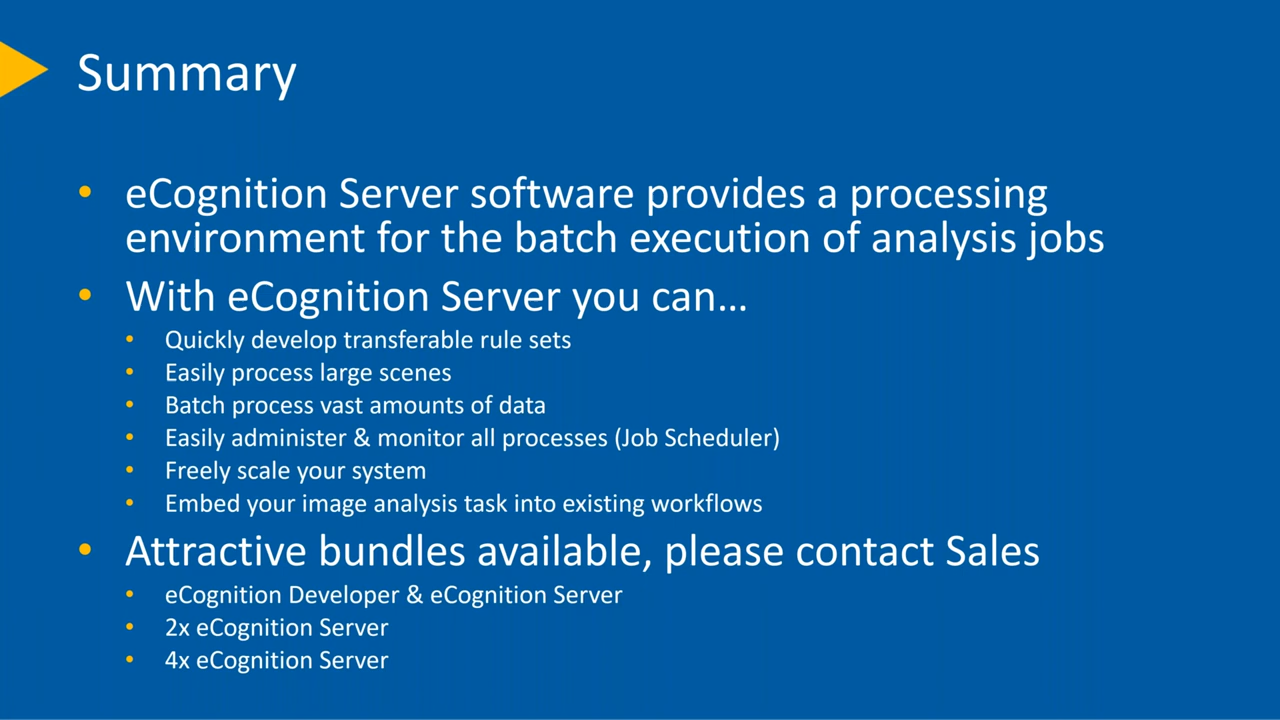 Summary
• eCognition Server software provides a processing
environment for the batch execution of analysis jobs
• With eCognition Server you can…
• Quickly develop transferable rule sets
• Easily process large scenes
• Batch process vast amounts of data
• Easily administer & monitor all processes (Job Scheduler)
• Freely scale your system
• Embed your image analysis task into existing workflows
• Attractive bundles available, please contact Sales
• eCognition Developer & eCognition Server
• 2x eCognition Server
• 4x eCognition Server